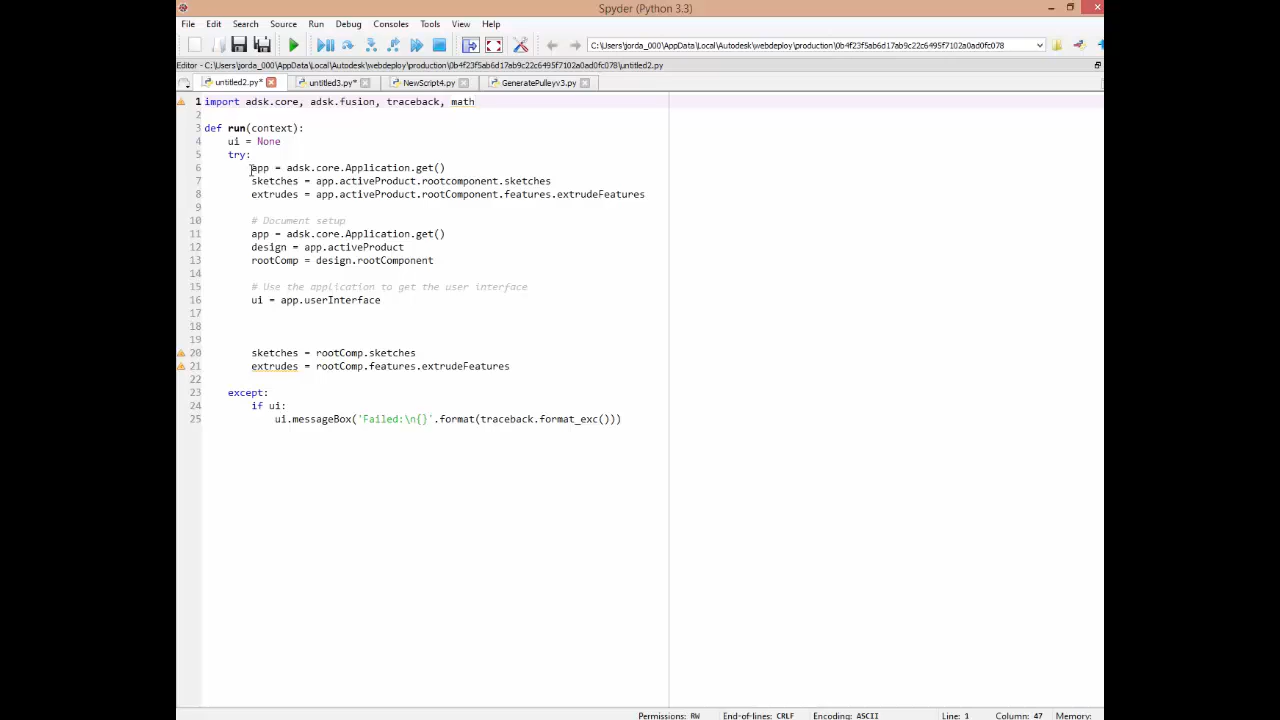 Spyder (Python 3.3)
File Edit Search Source Run Debug Consoles Tools View Help
C:\Users\jorda_000\AppData\Local\Autodesk\webdeploy\production\0b4f23f5ab6d17ab9c22c6495f7102a0ad0fc078
Editor - C:\Users\jorda_000\AppData\Local\Autodesk\webdeploy\production\0b4f23f5ab6d17ab9c22c6495f7102a0ad0fc078\untitled2.py
untitled2.py* untitled3.py* NewScript4.py GeneratePulleyv3.py
1 import adsk.core, adsk.fusion, traceback, math
2
3 def run(context):
4 ui = None
5 try:
6 app = adsk.core.Application.get()
7 sketches = app.activeProduct.rootcomponent.sketches
8 extrudes = app.activeProduct.rootComponent.features.extrudeFeatures
9
10 # Document setup
11 app = adsk.core.Application.get()
12 design = app.activeProduct
13 rootComp = design.rootComponent
14
15 # Use the application to get the user interface
16 ui = app.userInterface
17
18
19
20 sketches = rootComp.sketches
21 extrudes = rootComp.features.extrudeFeatures
22
23 except:
24 if ui:
25 ui.messageBox('Failed:\n{}'.format(traceback.format_exc()))
Permissions: RW End-of-lines: CRLF Encoding: ASCII Line: 1 Column: 47 Memory: